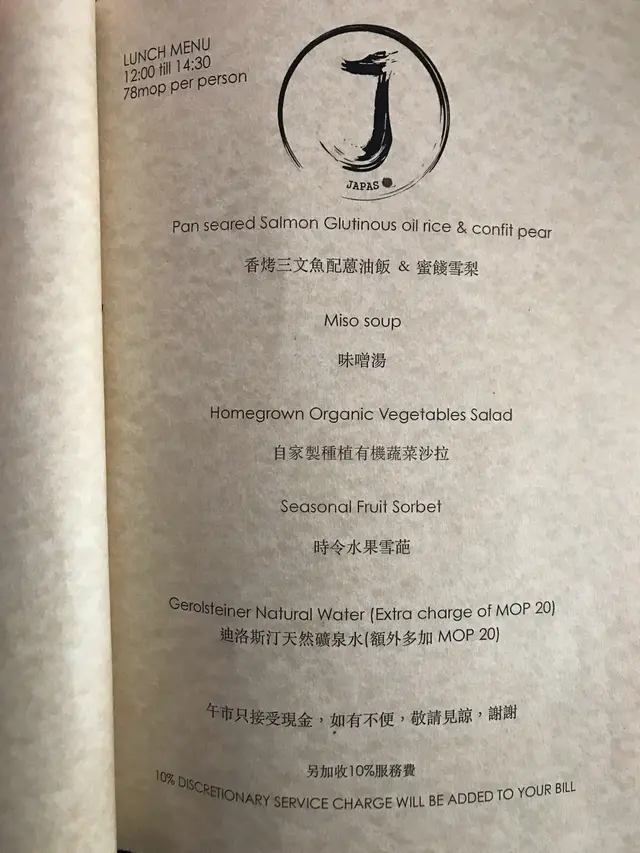 LUNCH MENU
12:00 till 14:30
78mop per person
J
JAPAS
Pan seared Salmon Glutinous oil rice & confit pear
香烤三文魚配蔥油飯 & 蜜餞雪梨
Miso soup
味噌湯
Homegrown Organic Vegetables Salad
自家製種植有機蔬菜沙拉
Seasonal Fruit Sorbet
時令水果雪葩
Gerolsteiner Natural Water (Extra charge of MOP 20)
迪洛斯汀天然礦泉水(額外多加 MOP 20)
午市只接受現金，如有不便，敬請見諒，謝謝
另加收10%服務費
10% DISCRETIONARY SERVICE CHARGE WILL BE ADDED TO YOUR BILL